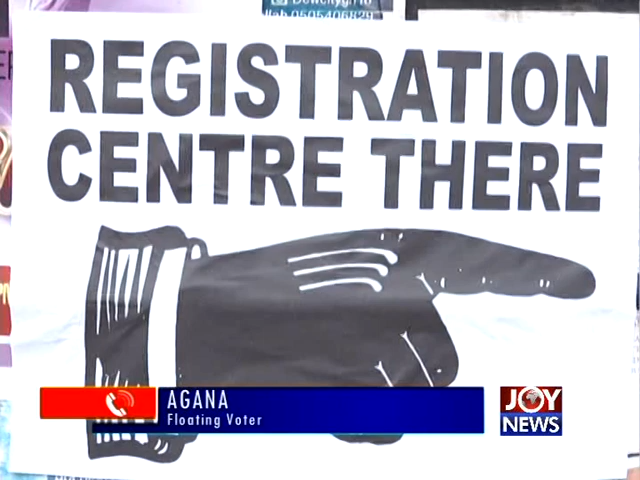 REGISTRATION
CENTRE THERE
AGANA
Floating Voter
JOY
NEWS